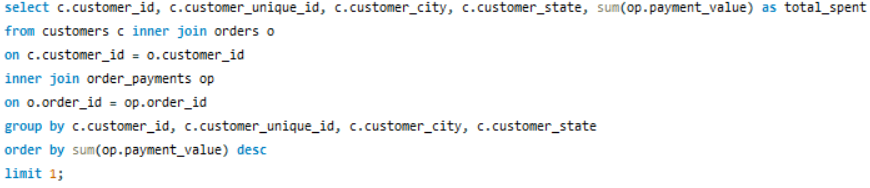 select c.customer_id, c.customer_unique_id, c.customer_city, c.customer_state, sum(op.payment_value) as total_spent
from customers c inner join orders o
on c.customer_id = o.customer_id
inner join order_payments op
on o.order_id = op.order_id
group by c.customer_id, c.customer_unique_id, c.customer_city, c.customer_state
order by sum(op.payment_value) desc
limit 1;